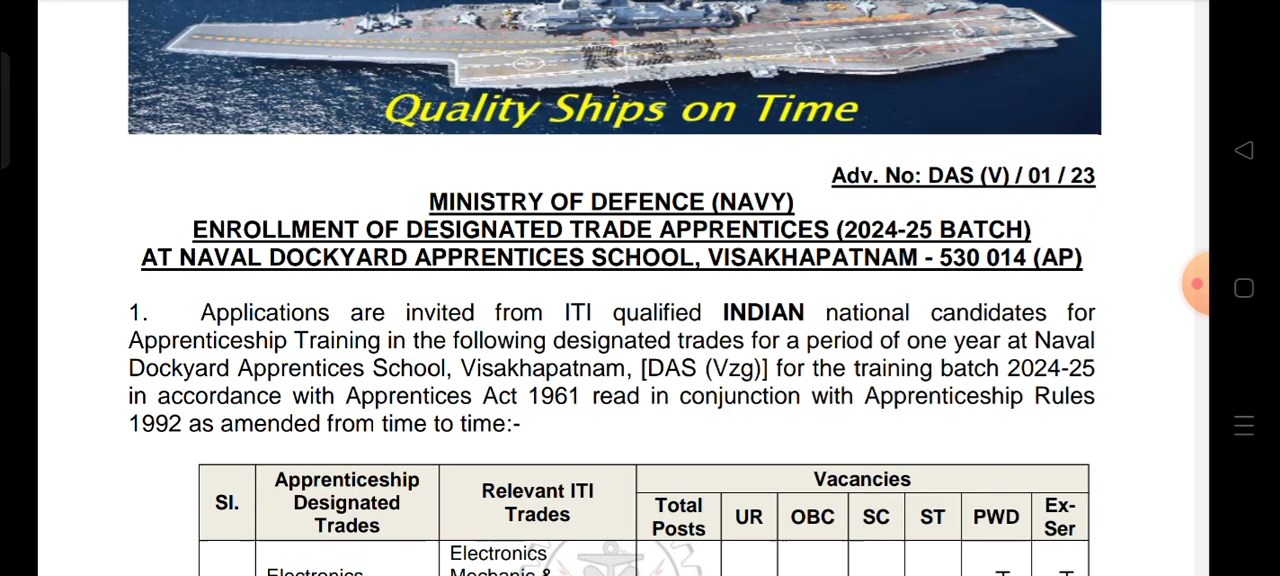 Quality Ships on Time
Adv. No: DAS (V) / 01 / 23
MINISTRY OF DEFENCE (NAVY)
ENROLLMENT OF DESIGNATED TRADE APPRENTICES (2024-25 BATCH)
AT NAVAL DOCKYARD APPRENTICES SCHOOL, VISAKHAPATNAM - 530 014 (AP)
1. Applications are invited from ITI qualified INDIAN national candidates for
Apprenticeship Training in the following designated trades for a period of one year at Naval
Dockyard Apprentices School, Visakhapatnam, [DAS (Vzg)] for the training batch 2024-25
in accordance with Apprentices Act 1961 read in conjunction with Apprenticeship Rules
1992 as amended from time to time:-
Sl.
Apprenticeship
Designated
Trades
Relevant ITI
Trades
Vacancies
Total
Posts
UR
OBC
SC
ST
PWD
Ex-
Ser
Electronics
Electronics
Mechanic &